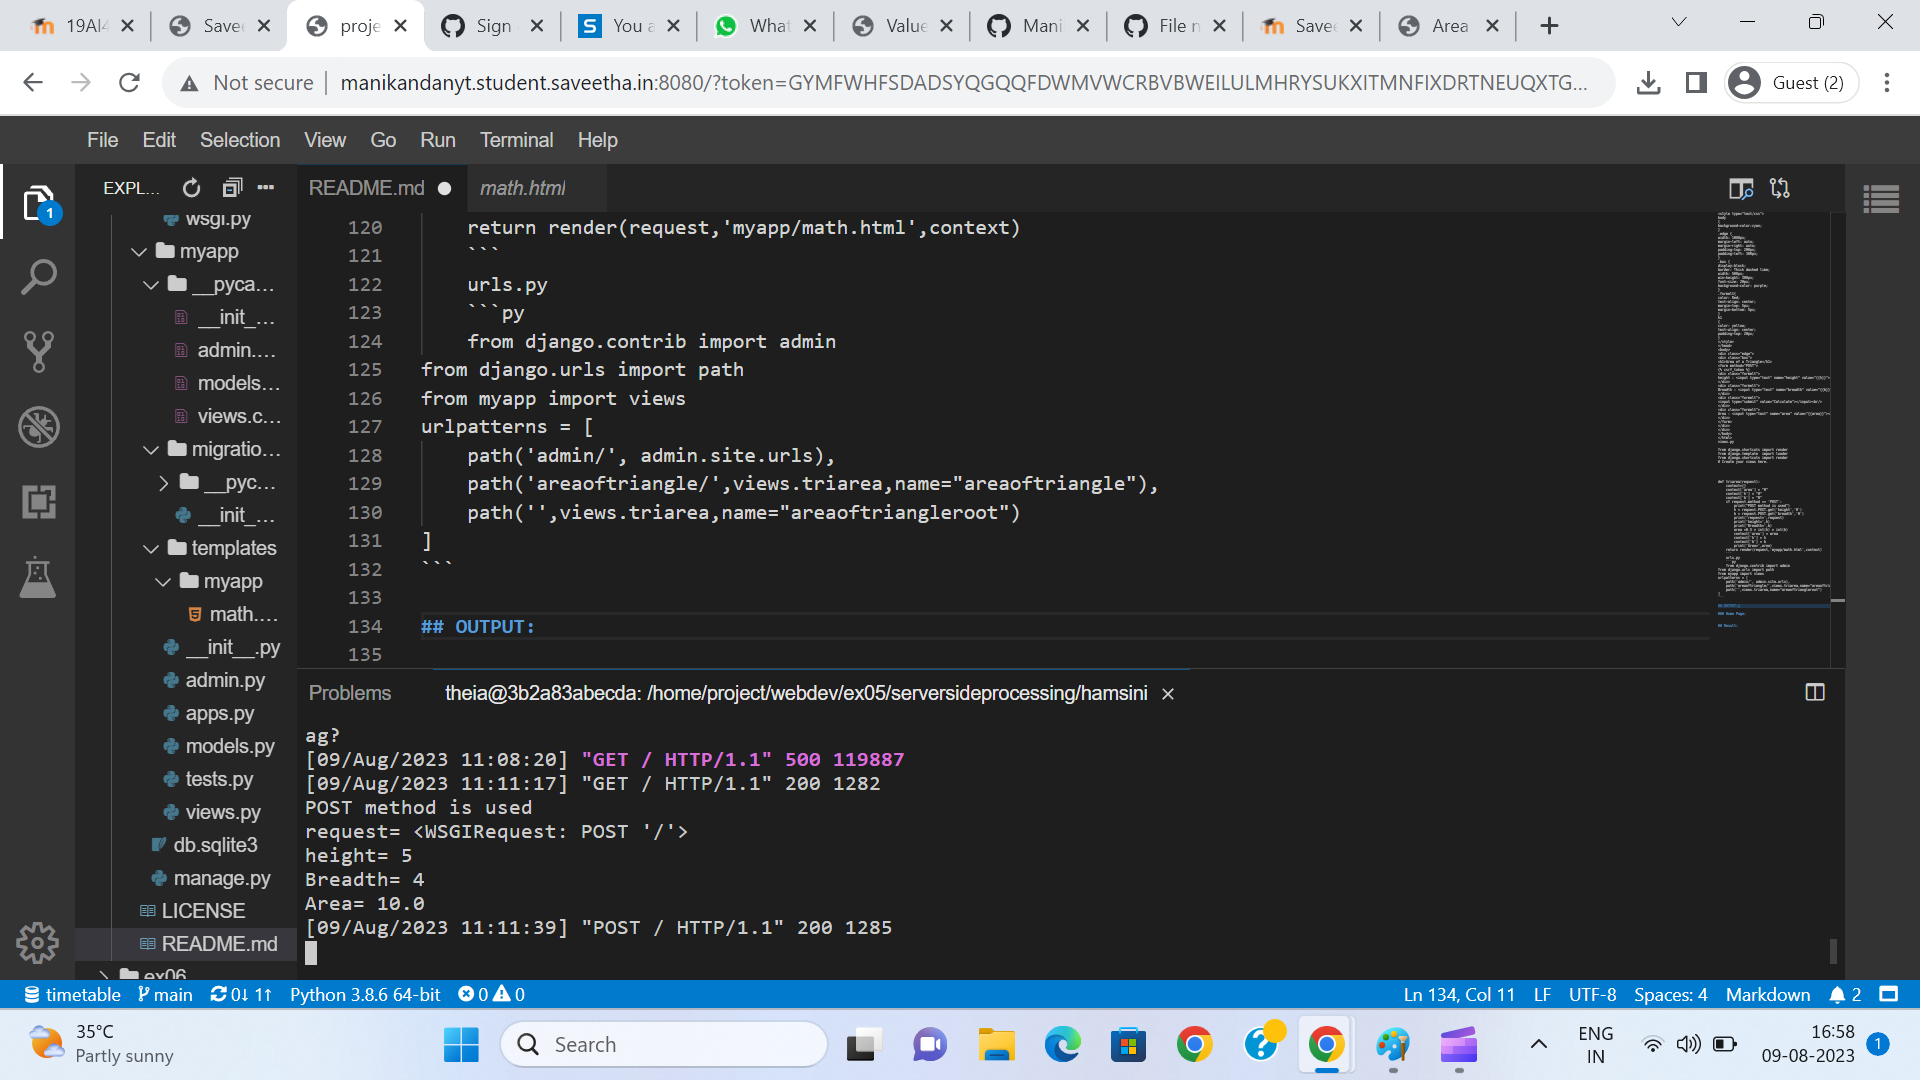 19AI4
Save
proje
Sign
You a
What
Value
Mani
File n
Save
Area
Not secure
manikandanyt.student.saveetha.in:8080/?token=GYMFWHFSDADSYQGQQFDWMVWCRBVBWEILULMHRYSUKXITMNFIXDRTNEUQXTG...
Guest (2)
File Edit Selection View Go Run Terminal Help
EXPL...
README.md
math.html
1
wsgi.py
myapp
__pyca...
__init_...
admin....
models...
views.c...
migratio...
__pyc...
__init_...
templates
myapp
math....
__init__.py
admin.py
apps.py
models.py
tests.py
views.py
db.sqlite3
manage.py
LICENSE
README.md
ex06
120 return render(request,'myapp/math.html',context)
121 ```
122 urls.py
123 ```py
124 from django.contrib import admin
125 from django.urls import path
126 from myapp import views
127 urlpatterns = [
128 path('admin/', admin.site.urls),
129 path('areaoftriangle/',views.triarea,name="areaoftriangle"),
130 path('',views.triarea,name="areaoftriangleroot")
131 ]
132 ```
133
134 ## OUTPUT:
135
Problems
theia@3b2a83abecda: /home/project/webdev/ex05/serversideprocessing/hamsini
ag?
[09/Aug/2023 11:08:20] "GET / HTTP/1.1" 500 119887
[09/Aug/2023 11:11:17] "GET / HTTP/1.1" 200 1282
POST method is used
request= <WSGIRequest: POST '/'>
height= 5
Breadth= 4
Area= 10.0
[09/Aug/2023 11:11:39] "POST / HTTP/1.1" 200 1285
timetable main 0↓ 1↑ Python 3.8.6 64-bit 0 0
Ln 134, Col 11 LF UTF-8 Spaces: 4 Markdown 2
35°C
Partly sunny
Search
ENG
IN
16:58
09-08-2023
1